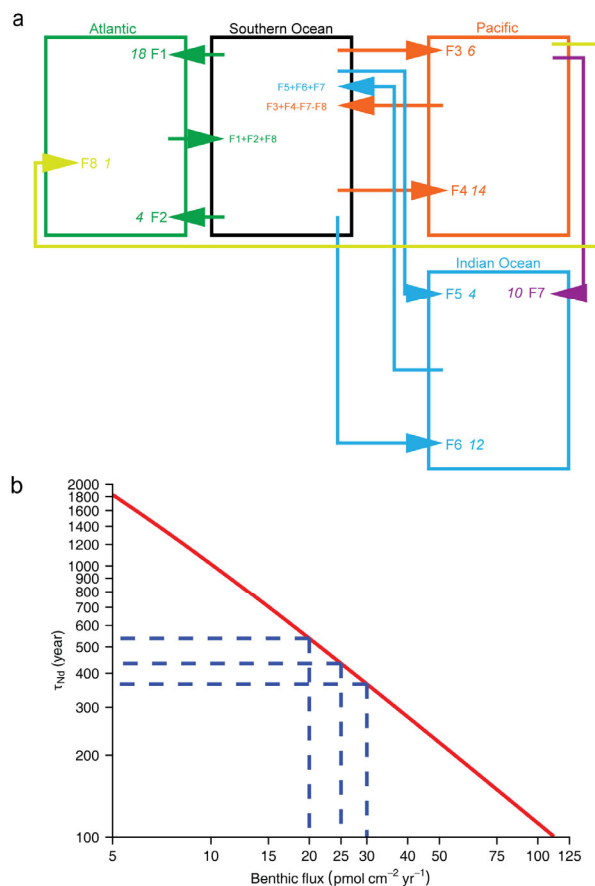 a
Atlantic
Southern Ocean
Pacific
18 F1
F3 6
F5+F6+F7
F3+F4-F7-F8
F1+F2+F8
F8 1
F4 14
4 F2
Indian Ocean
F5 4
10 F7
F6 12
b
2000
1800
1600
1400
1200
1000
900
800
700
600
500
400
300
200
100
τNd (year)
5
10
15
20
25
30
40
50
75
100
125
Benthic flux (pmol cm⁻² yr⁻¹)